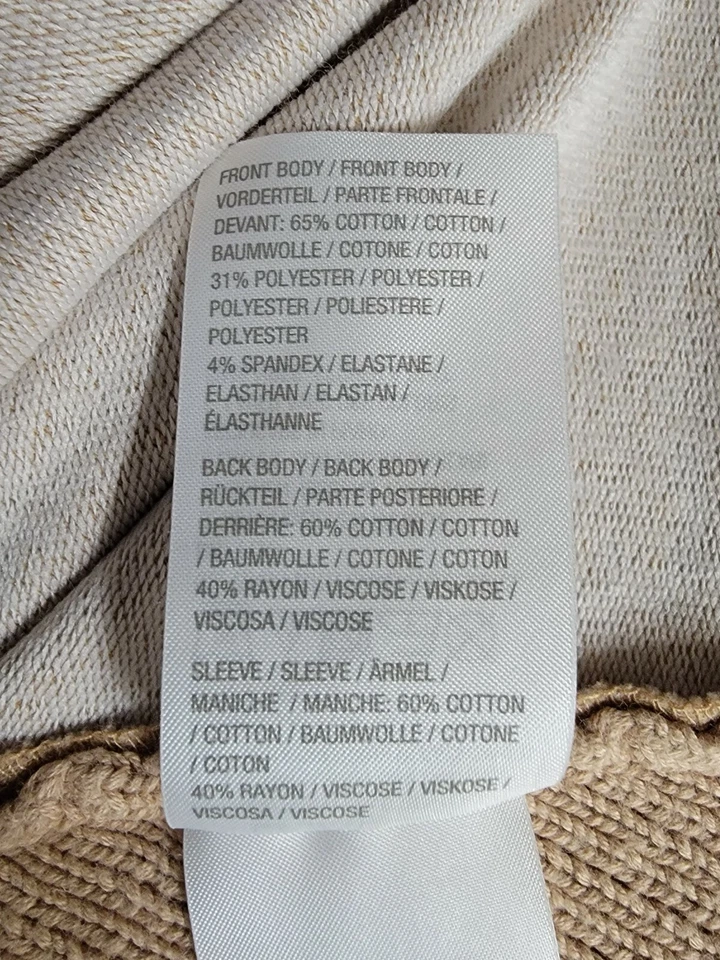 FRONT BODY / FRONT BODY /
VORDERTEIL / PARTE FRONTALE /
DEVANT: 65% COTTON / COTTON /
BAUMWOLLE / COTONE / COTON
31% POLYESTER / POLYESTER /
POLYESTER / POLIESTERE /
POLYESTER
4% SPANDEX / ELASTANE /
ELASTHAN / ELASTAN /
ÉLASTHANNE
BACK BODY / BACK BODY /
RÜCKTEIL / PARTE POSTERIORE /
DERRIÈRE: 60% COTTON / COTTON
/ BAUMWOLLE / COTONE / COTON
40% RAYON / VISCOSE / VISKOSE /
VISCOSA / VISCOSE
SLEEVE / SLEEVE / ÄRMEL /
MANICHE / MANCHE: 60% COTTON
/ COTTON / BAUMWOLLE / COTONE
/ COTON
40% RAYON / VISCOSE / VISKOSE /
VISCOSA / VISCOSE